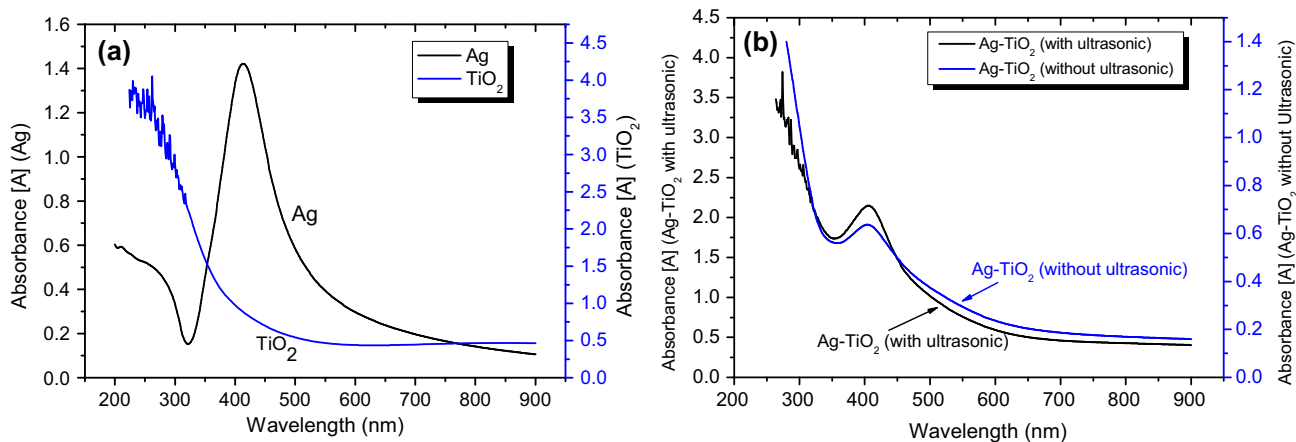 (a)
Ag
TiO2
Ag
TiO2
Absorbance [A] (Ag)
1.6
1.4
1.2
1.0
0.8
0.6
0.4
0.2
0.0
200 300 400 500 600 700 800 900
Wavelength (nm)
4.5
4.0
3.5
3.0
2.5
2.0
1.5
1.0
0.5
0.0
Absorbance [A] (TiO2)
(b)
Ag-TiO2 (with ultrasonic)
Ag-TiO2 (without ultrasonic)
Ag-TiO2 (without ultrasonic)
Ag-TiO2 (with ultrasonic)
Absorbance [A] (Ag-TiO2 with ultrasonic)
4.5
4.0
3.5
3.0
2.5
2.0
1.5
1.0
0.5
0.0
200 300 400 500 600 700 800 900
Wavelength (nm)
1.4
1.2
1.0
0.8
0.6
0.4
0.2
0.0
Absorbance [A] (Ag-TiO2 without Ultrasonic)